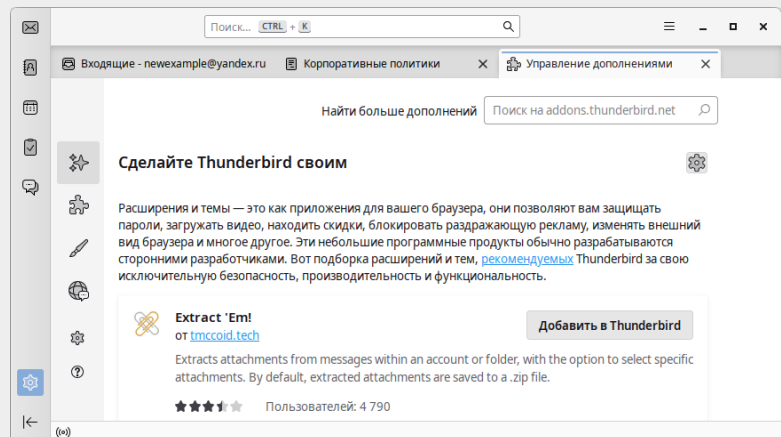 Поиск... CTRL + K
Входящие - newexample@yandex.ru
Корпоративные политики
Управление дополнениями
Найти больше дополнений
Поиск на addons.thunderbird.net
Сделайте Thunderbird своим
Расширения и темы — это как приложения для вашего браузера, они позволяют вам защищать
пароли, загружать видео, находить скидки, блокировать раздражающую рекламу, изменять внешний
вид браузера и многое другое. Эти небольшие программные продукты обычно разрабатываются
сторонними разработчиками. Вот подборка расширений и тем, рекомендуемых Thunderbird за свою
исключительную безопасность, производительность и функциональность.
Extract 'Em!
от tmccoid.tech
Добавить в Thunderbird
Extracts attachments from messages within an account or folder, with the option to select specific
attachments. By default, extracted attachments are saved to a .zip file.
Пользователей: 4 790